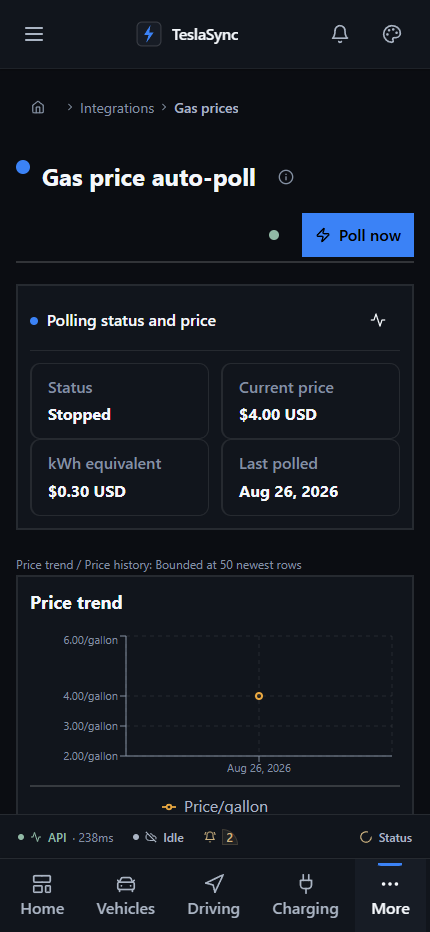 TeslaSync
Integrations
Gas prices
Gas price auto-poll
Poll now
Polling status and price
Status
Stopped
Current price
$4.00 USD
kWh equivalent
$0.30 USD
Last polled
Aug 26, 2026
Price trend / Price history: Bounded at 50 newest rows
Price trend
6.00/gallon
4.00/gallon
3.00/gallon
2.00/gallon
Aug 26, 2026
Price/gallon
API · 238ms
Idle
2
Status
Home
Vehicles
Driving
Charging
More